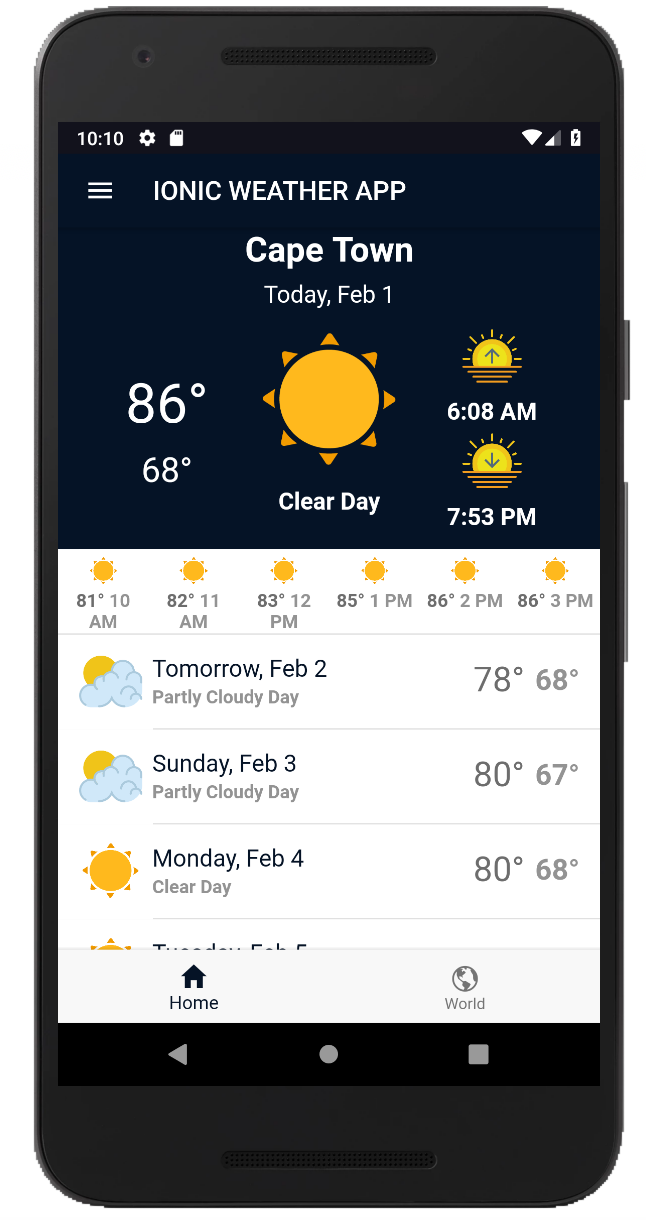 10:10
IONIC WEATHER APP
Cape Town
Today, Feb 1
86°
68°
Clear Day
6:08 AM
7:53 PM
81° 10 AM
82° 11 AM
83° 12 PM
85° 1 PM
86° 2 PM
86° 3 PM
Tomorrow, Feb 2
Partly Cloudy Day
78° 68°
Sunday, Feb 3
Partly Cloudy Day
80° 67°
Monday, Feb 4
Clear Day
80° 68°
Tuesday, Feb 5
Home
World